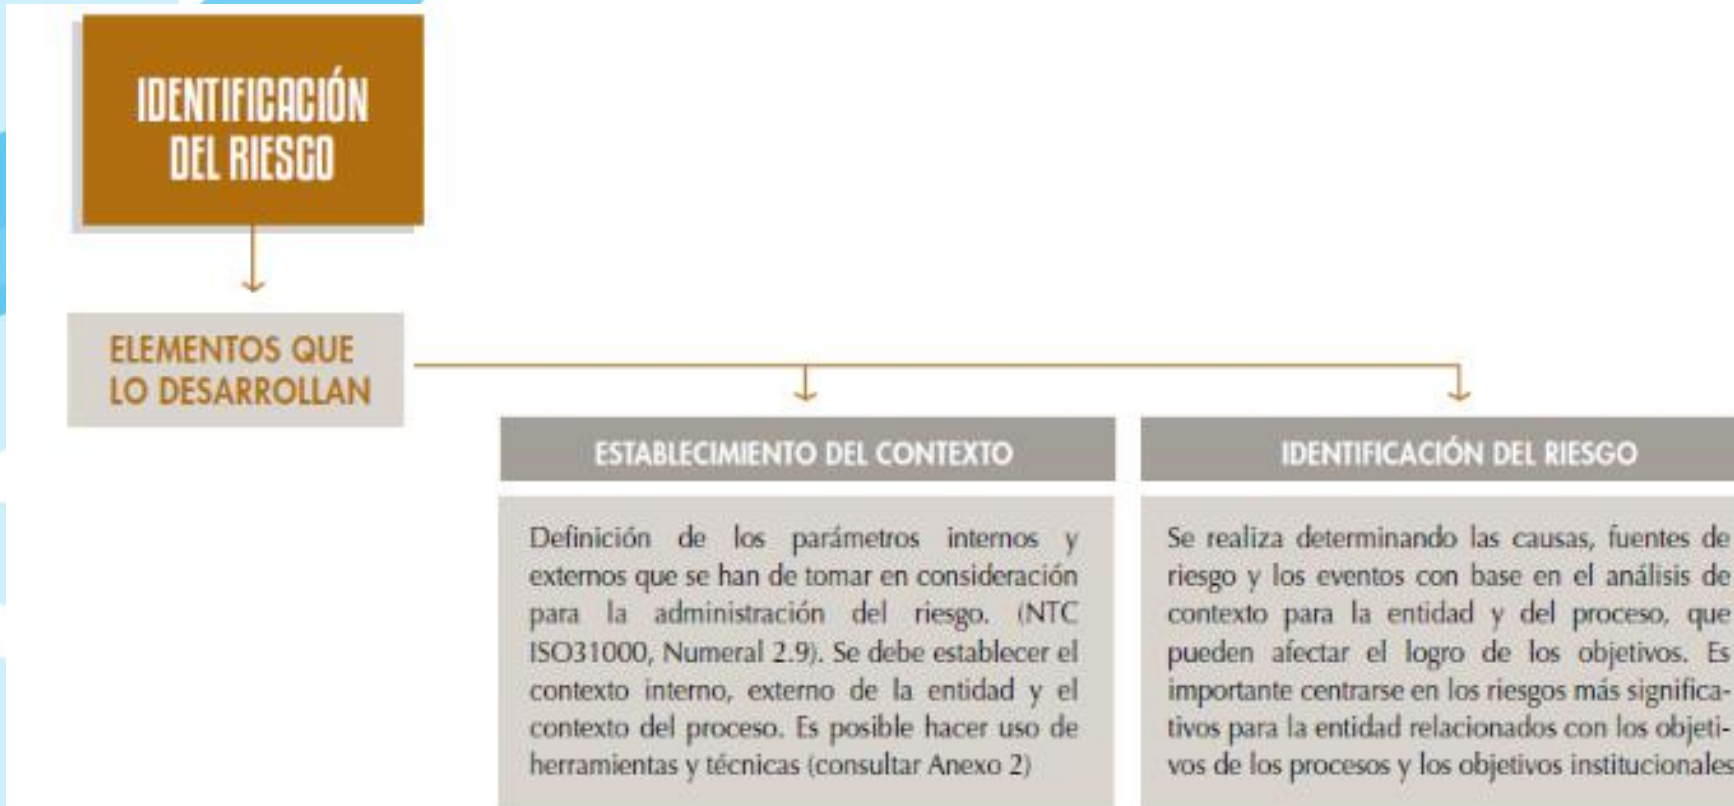 IDENTIFICACIÓN
DEL RIESGO
ELEMENTOS QUE
LO DESARROLLAN
ESTABLECIMIENTO DEL CONTEXTO
Definición de los parámetros internos y
externos que se han de tomar en consideración
para la administración del riesgo. (NTC
ISO31000, Numeral 2.9). Se debe establecer el
contexto interno, externo de la entidad y el
contexto del proceso. Es posible hacer uso de
herramientas y técnicas (consultar Anexo 2)
IDENTIFICACIÓN DEL RIESGO
Se realiza determinando las causas, fuentes de
riesgo y los eventos con base en el análisis de
contexto para la entidad y del proceso, que
pueden afectar el logro de los objetivos. Es
importante centrarse en los riesgos más significa-
tivos para la entidad relacionados con los objeti-
vos de los procesos y los objetivos institucionales